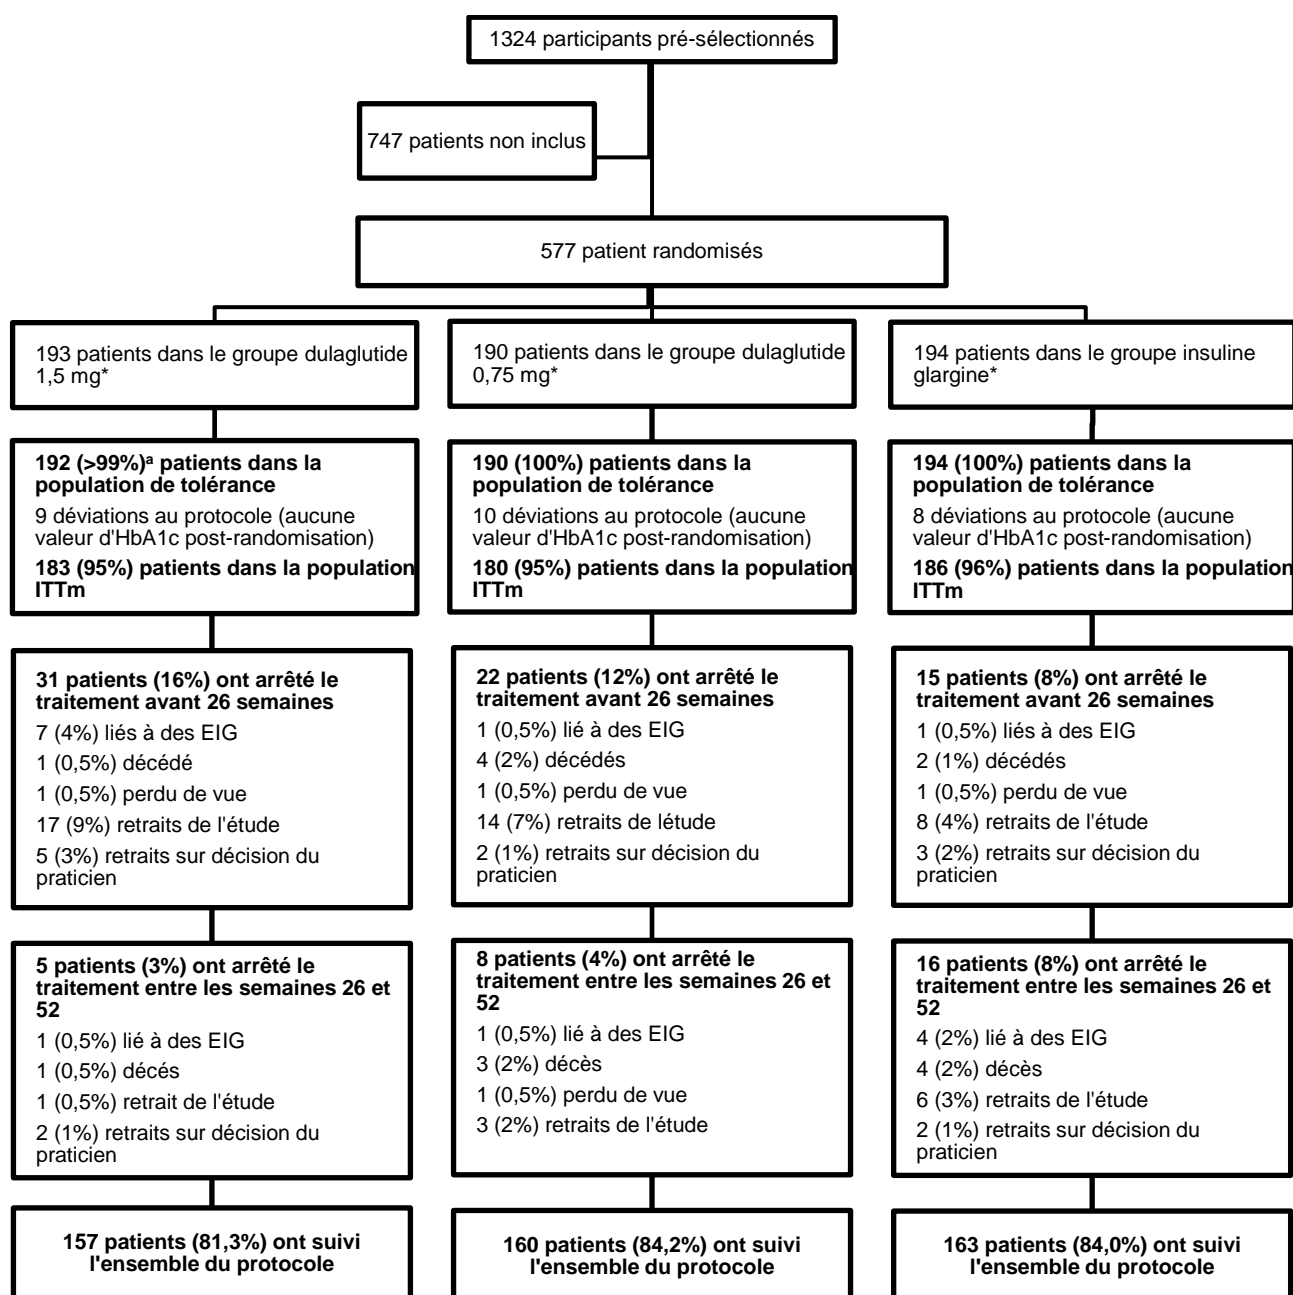 1324 participants pré-sélectionnés
747 patients non inclus
577 patient randomisés
193 patients dans le groupe dulaglutide
1,5 mg*
190 patients dans le groupe dulaglutide
0,75 mg*
194 patients dans le groupe insuline
glargine*
192 (>99%)ᵃ patients dans la
population de tolérance
9 déviations au protocole (aucune
valeur d'HbA1c post-randomisation)
183 (95%) patients dans la population
ITTm
190 (100%) patients dans la
population de tolérance
10 déviations au protocole (aucune
valeur d'HbA1c post-randomisation)
180 (95%) patients dans la population
ITTm
194 (100%) patients dans la
population de tolérance
8 déviations au protocole (aucune
valeur d'HbA1c post-randomisation)
186 (96%) patients dans la population
ITTm
31 patients (16%) ont arrêté le
traitement avant 26 semaines
7 (4%) liés à des EIG
1 (0,5%) décédé
1 (0,5%) perdu de vue
17 (9%) retraits de l'étude
5 (3%) retraits sur décision du
praticien
22 patients (12%) ont arrêté le
traitement avant 26 semaines
1 (0,5%) lié à des EIG
4 (2%) décédés
1 (0,5%) perdu de vue
14 (7%) retraits de létude
2 (1%) retraits sur décision du
praticien
15 patients (8%) ont arrêté le
traitement avant 26 semaines
1 (0,5%) liés à des EIG
2 (1%) décédés
1 (0,5%) perdu de vue
8 (4%) retraits de l'étude
3 (2%) retraits sur décision du
praticien
5 patients (3%) ont arrêté le
traitement entre les semaines 26 et
52
1 (0,5%) lié à des EIG
1 (0,5%) décés
1 (0,5%) retrait de l'étude
2 (1%) retraits sur décision du
praticien
8 patients (4%) ont arrêté le
traitement entre les semaines 26 et
52
1 (0,5%) lié à des EIG
3 (2%) décès
1 (0,5%) perdu de vue
3 (2%) retraits de l'étude
16 patients (8%) ont arrêté le
traitement entre les semaines 26 et
52
4 (2%) lié à des EIG
4 (2%) décès
6 (3%) retraits de l'étude
2 (1%) retraits sur décision du
praticien
157 patients (81,3%) ont suivi
l'ensemble du protocole
160 patients (84,2%) ont suivi
l'ensemble du protocole
163 patients (84,0%) ont suivi
l'ensemble du protocole